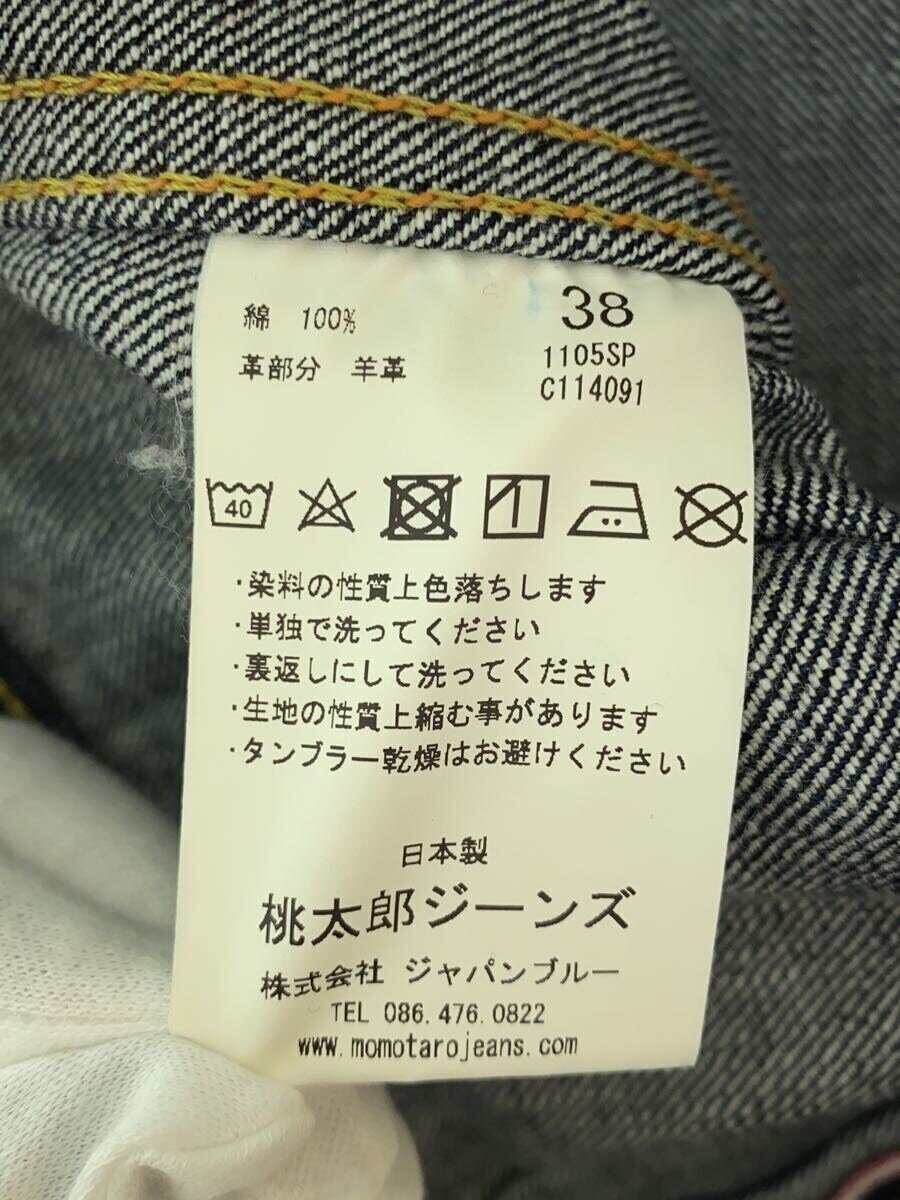 綿 100%
革部分 羊革
38
1105SP
C114091
40
・染料の性質上色落ちします
・単独で洗ってください
・裏返しにして洗ってください
・生地の性質上縮む事があります
・タンブラー乾燥はお避けください
日本製
桃太郎ジーンズ
株式会社 ジャパンブルー
TEL 086.476.0822
www.momotarojeans.com